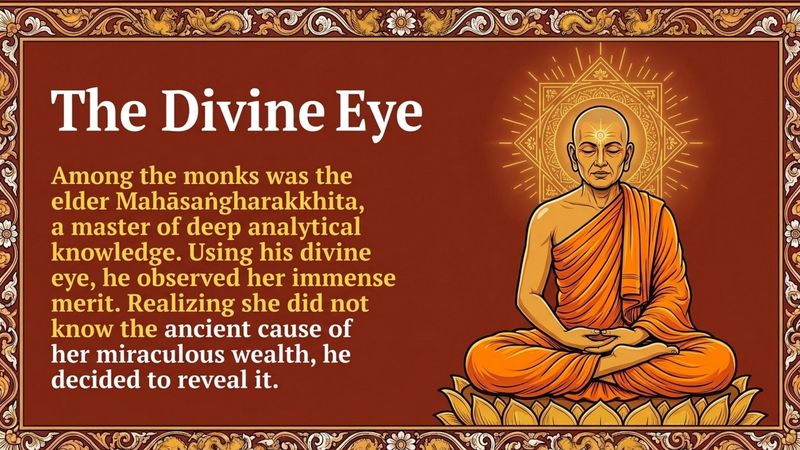 The Divine Eye
Among the monks was the
elder Mahāsaṅgharakkhita,
a master of deep analytical
knowledge. Using his divine
eye, he observed her immense
merit. Realizing she did not
know the ancient cause of
her miraculous wealth, he
decided to reveal it.